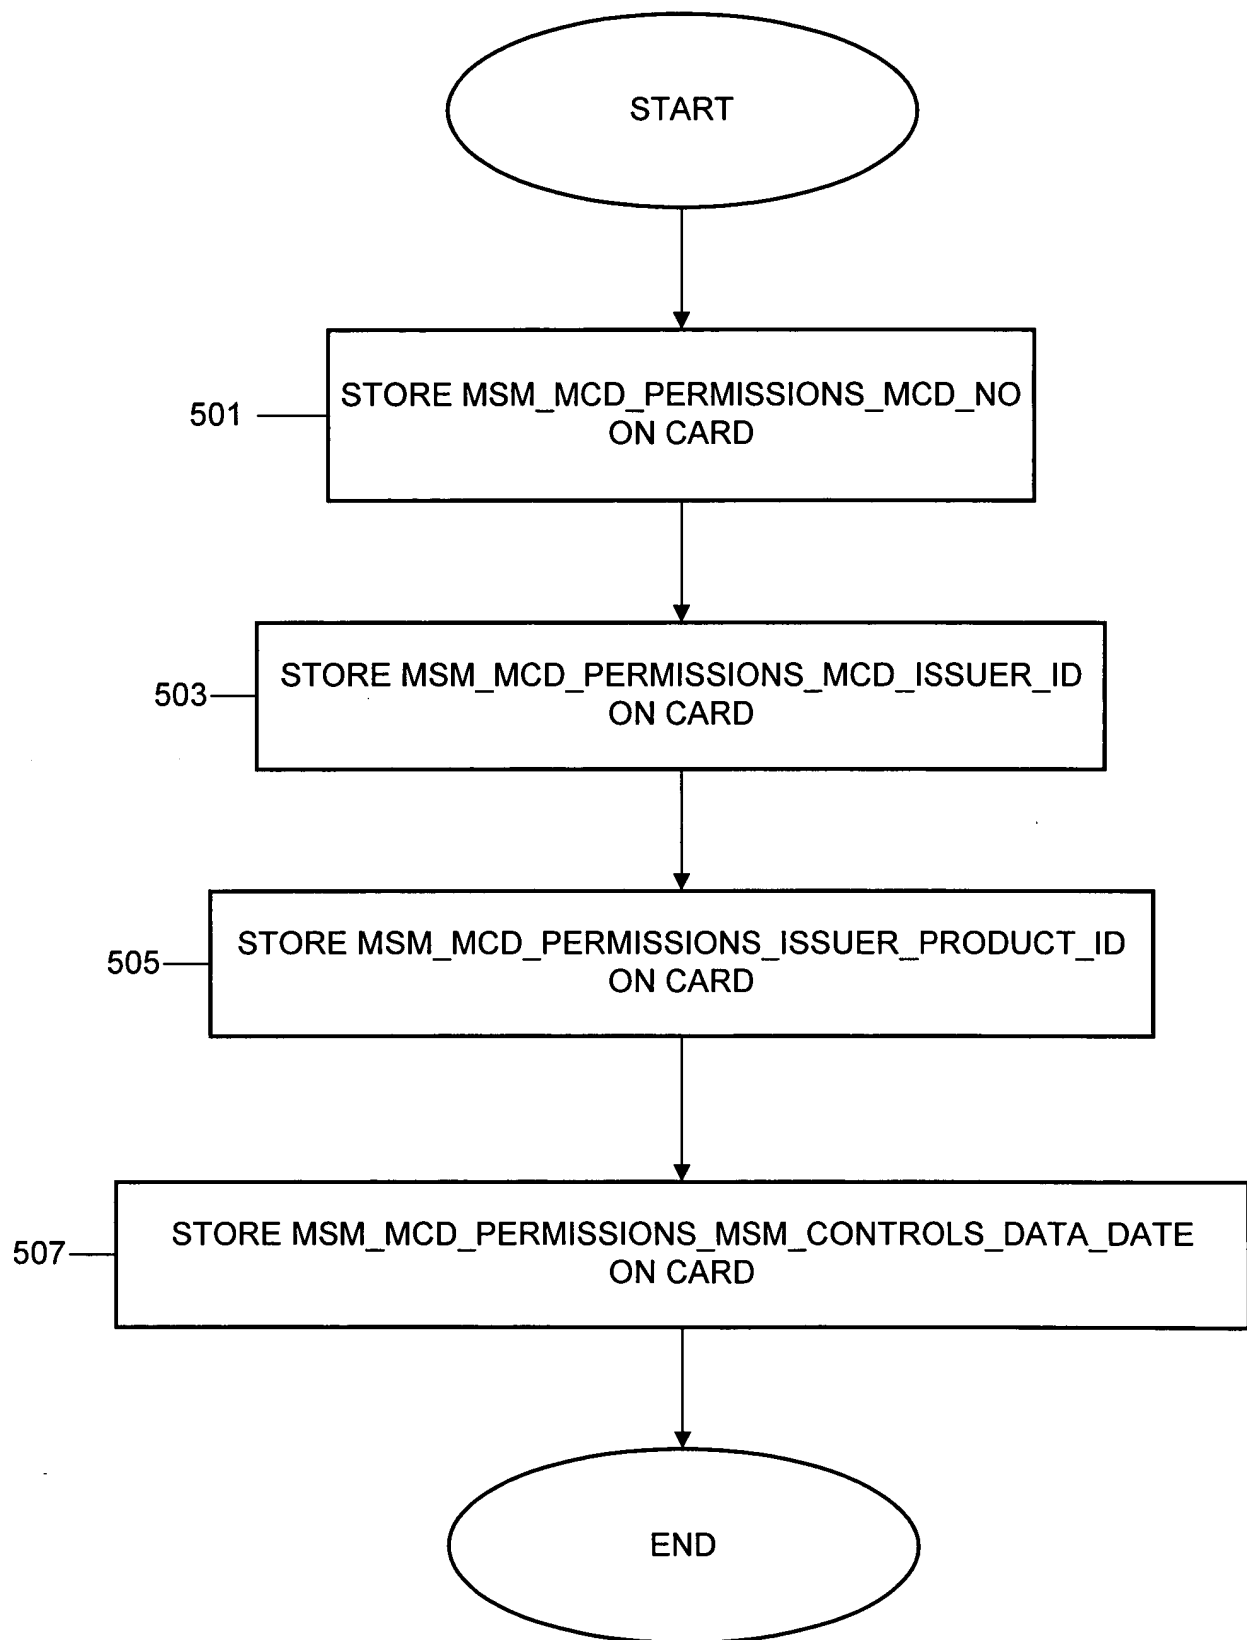 START
501
STORE MSM_MCD_PERMISSIONS_MCD_NO
ON CARD
503
STORE MSM_MCD_PERMISSIONS_MCD_ISSUER_ID
ON CARD
505
STORE MSM_MCD_PERMISSIONS_ISSUER_PRODUCT_ID
ON CARD
507
STORE MSM_MCD_PERMISSIONS_MSM_CONTROLS_DATA_DATE
ON CARD
END